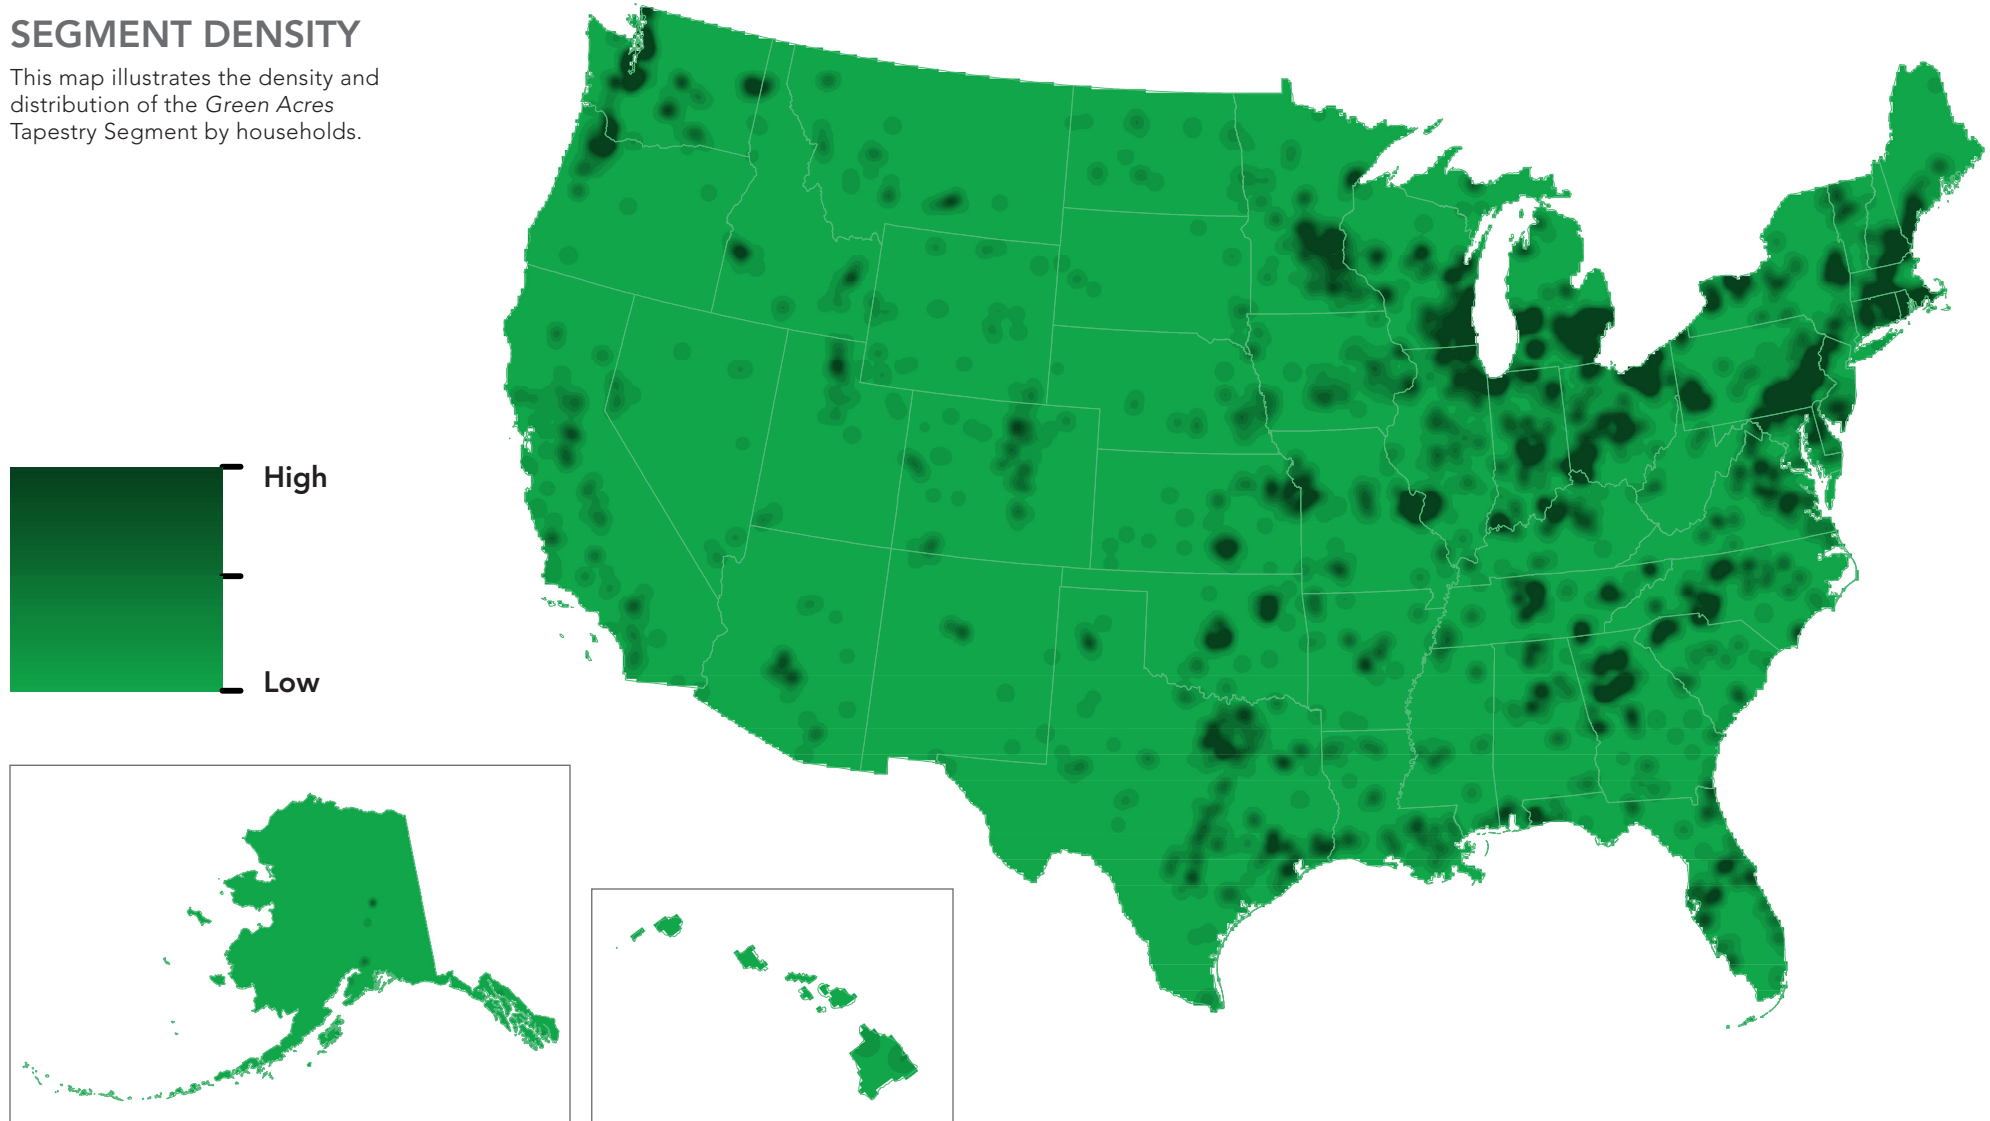 SEGMENT DENSITY
This map illustrates the density and
distribution of the Green Acres
Tapestry Segment by households.
High
Low